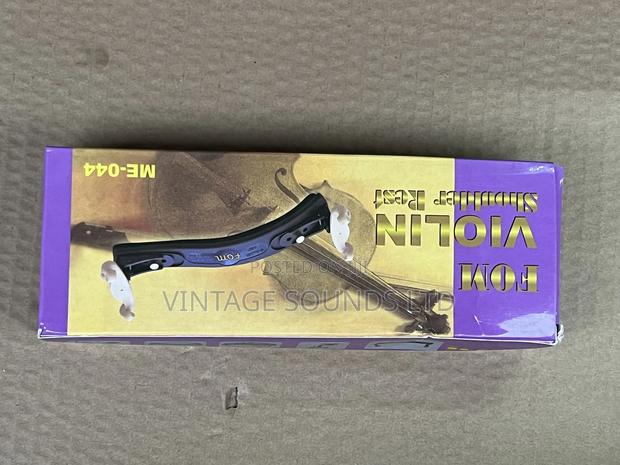 FOM
VIOLIN
Shoulder Rest
ME-044
FOM
POSTED ON
VINTAGE SOUNDS LTD